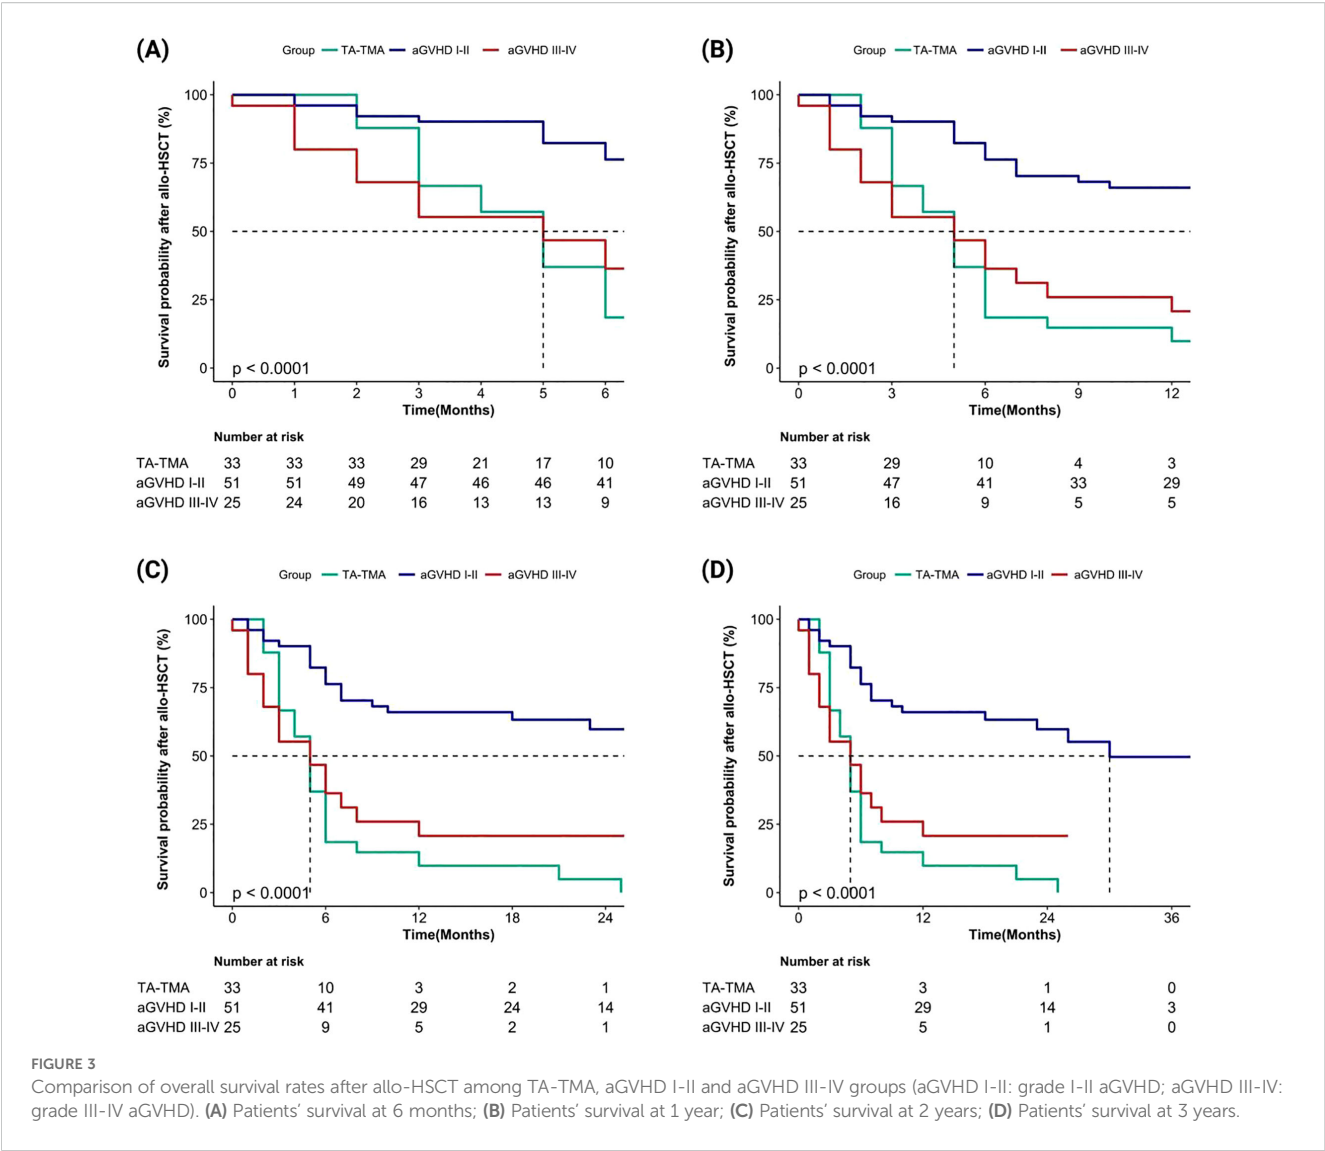 (A)
Group TA-TMA aGVHD I-II aGVHD III-IV
Survival probability after allo-HSCT (%)
100
75
50
25
0
p < 0.0001
0 1 2 3 4 5 6
Time(Months)
Number at risk
TA-TMA 33 33 33 29 21 17 10
aGVHD I-II 51 51 49 47 46 46 41
aGVHD III-IV 25 24 20 16 13 13 9
(B)
Group TA-TMA aGVHD I-II aGVHD III-IV
Survival probability after allo-HSCT (%)
100
75
50
25
0
p < 0.0001
0 3 6 9 12
Time(Months)
Number at risk
TA-TMA 33 29 10 4 3
aGVHD I-II 51 47 41 33 29
aGVHD III-IV 25 16 9 5 5
(C)
Group TA-TMA aGVHD I-II aGVHD III-IV
Survival probability after allo-HSCT (%)
100
75
50
25
0
p < 0.0001
0 6 12 18 24
Time(Months)
Number at risk
TA-TMA 33 10 3 2 1
aGVHD I-II 51 41 29 24 14
aGVHD III-IV 25 9 5 2 1
(D)
Group TA-TMA aGVHD I-II aGVHD III-IV
Survival probability after allo-HSCT (%)
100
75
50
25
0
p < 0.0001
0 12 24 36
Time(Months)
Number at risk
TA-TMA 33 3 1 0
aGVHD I-II 51 29 14 3
aGVHD III-IV 25 5 1 0
FIGURE 3
Comparison of overall survival rates after allo-HSCT among TA-TMA, aGVHD I-II and aGVHD III-IV groups (aGVHD I-II: grade I-II aGVHD; aGVHD III-IV:
grade III-IV aGVHD). (A) Patients’ survival at 6 months; (B) Patients’ survival at 1 year; (C) Patients’ survival at 2 years; (D) Patients’ survival at 3 years.